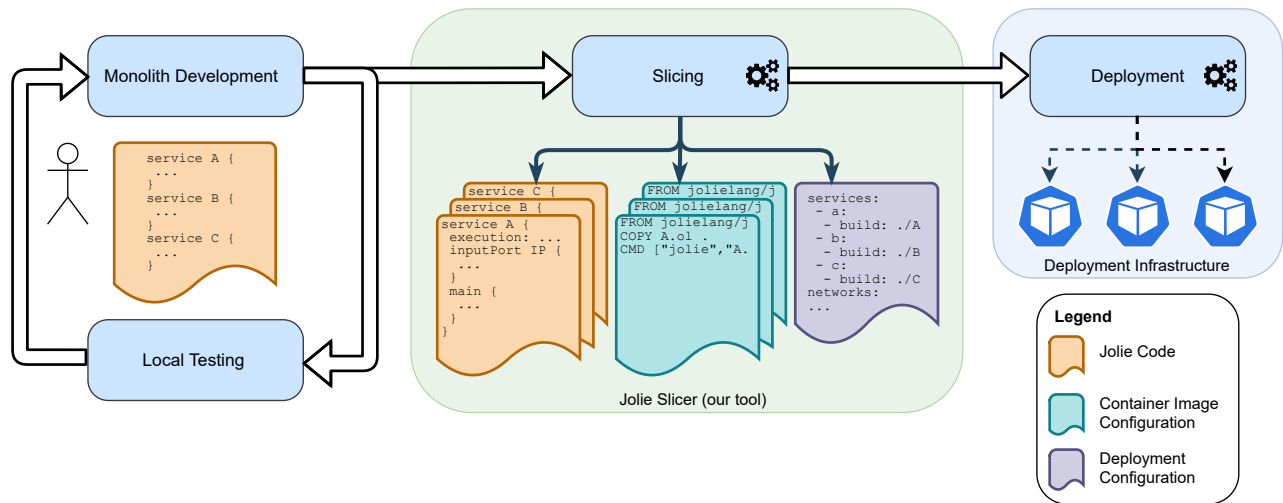 Monolith Development
service A {
...
}
service B {
...
}
service C {
...
}
Local Testing
Slicing
service C {
service B {
service A {
execution: ...
inputPort IP {
...
}
main {
...
}
}
FROM jolielang/j
FROM jolielang/j
FROM jolielang/j
COPY A.ol .
CMD ["jolie","A.
services:
- a:
- build: ./A
- b:
- build: ./B
- c:
- build: ./C
networks:
...
Jolie Slicer (our tool)
Deployment
Deployment Infrastructure
Legend
Jolie Code
Container Image
Configuration
Deployment
Configuration